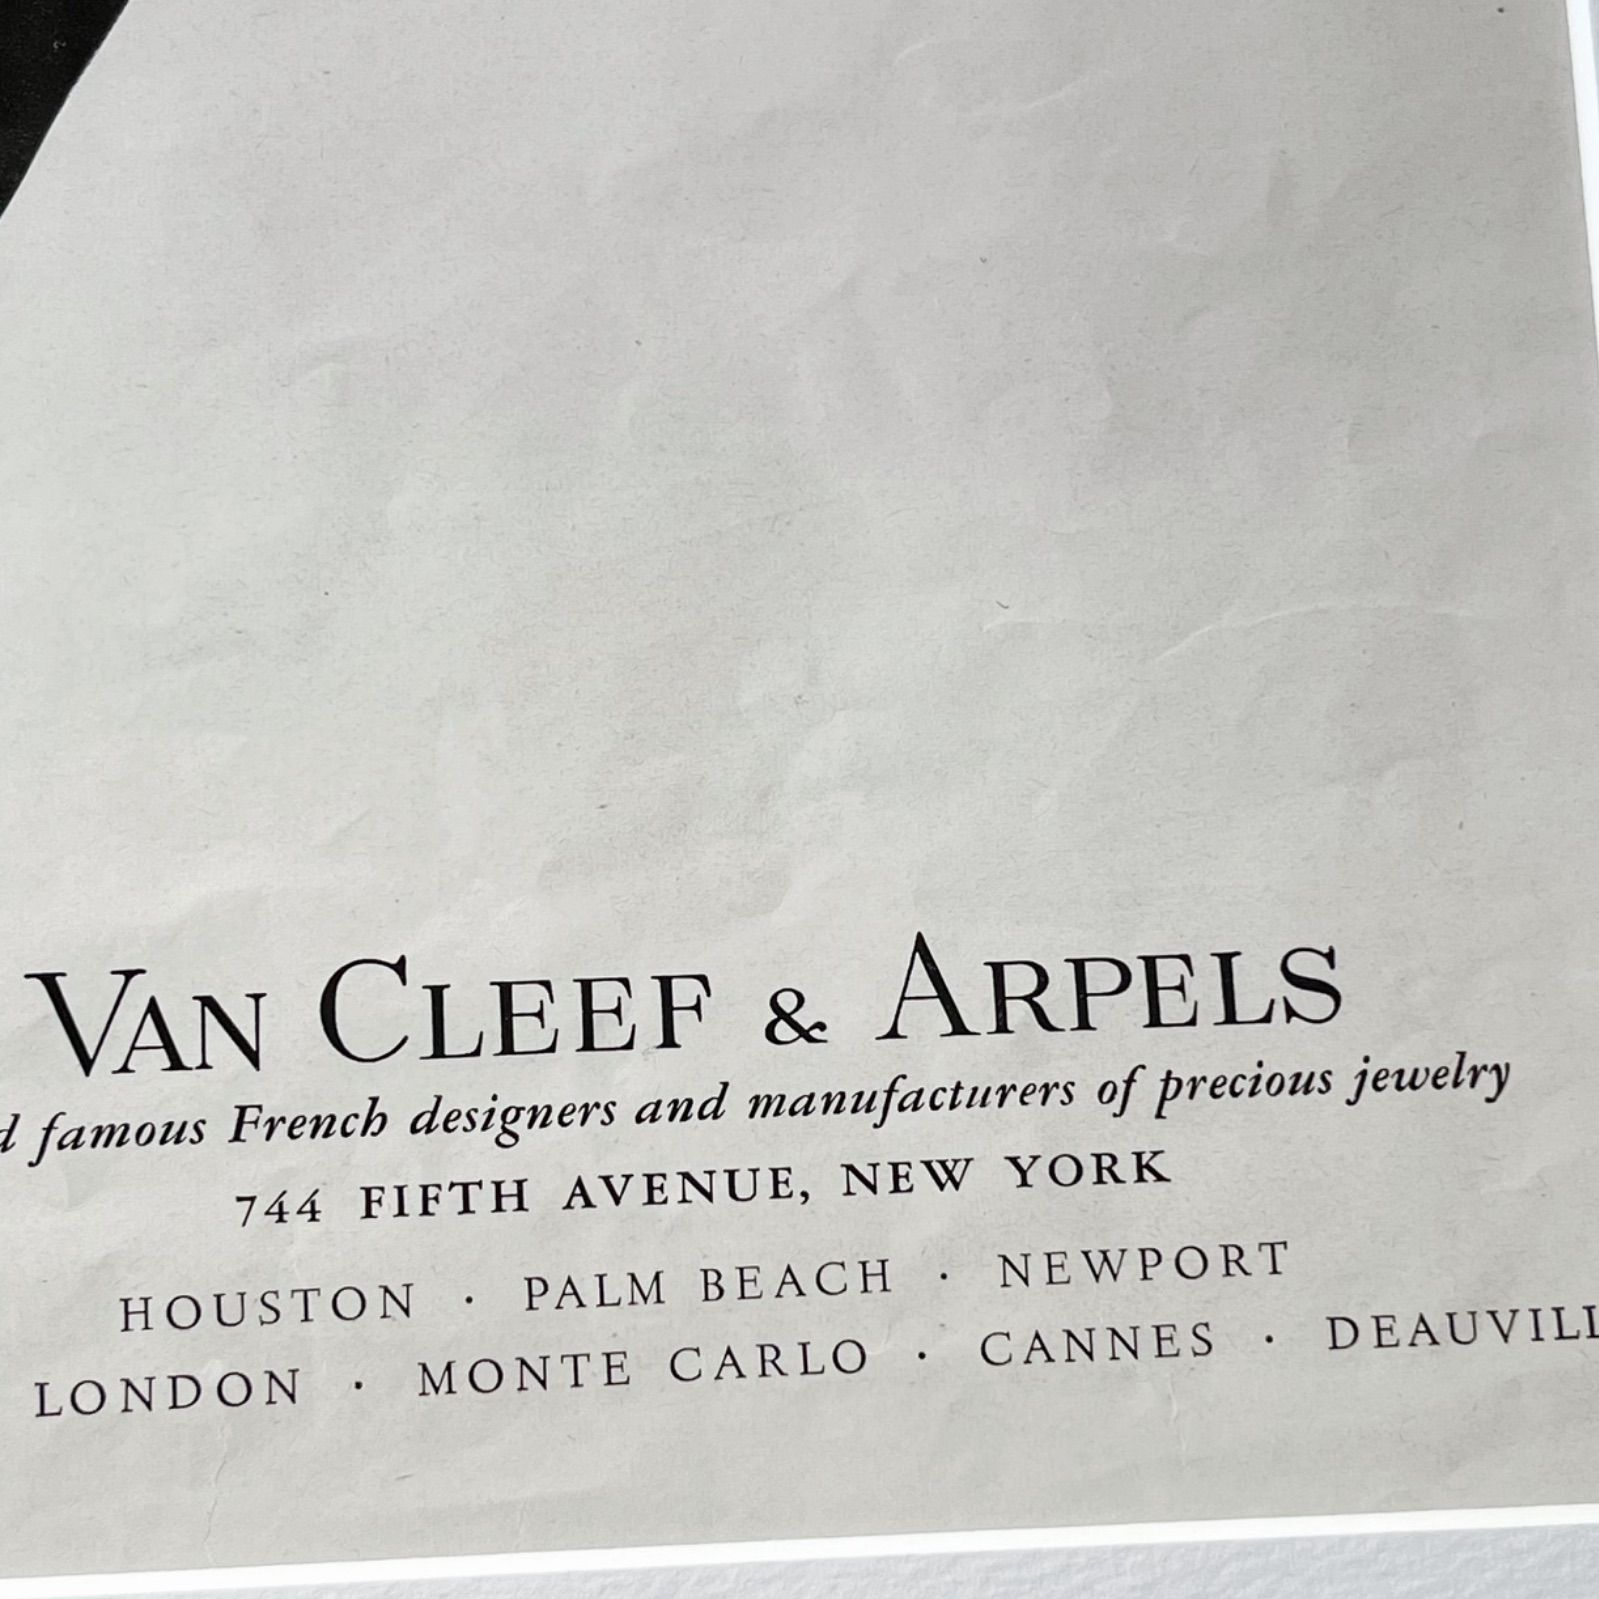 VAN CLEEF & ARPELS
famous French designers and manufacturers of precious jewelry
744 FIFTH AVENUE, NEW YORK
HOUSTON · PALM BEACH · NEWPORT
LONDON · MONTE CARLO · CANNES ·